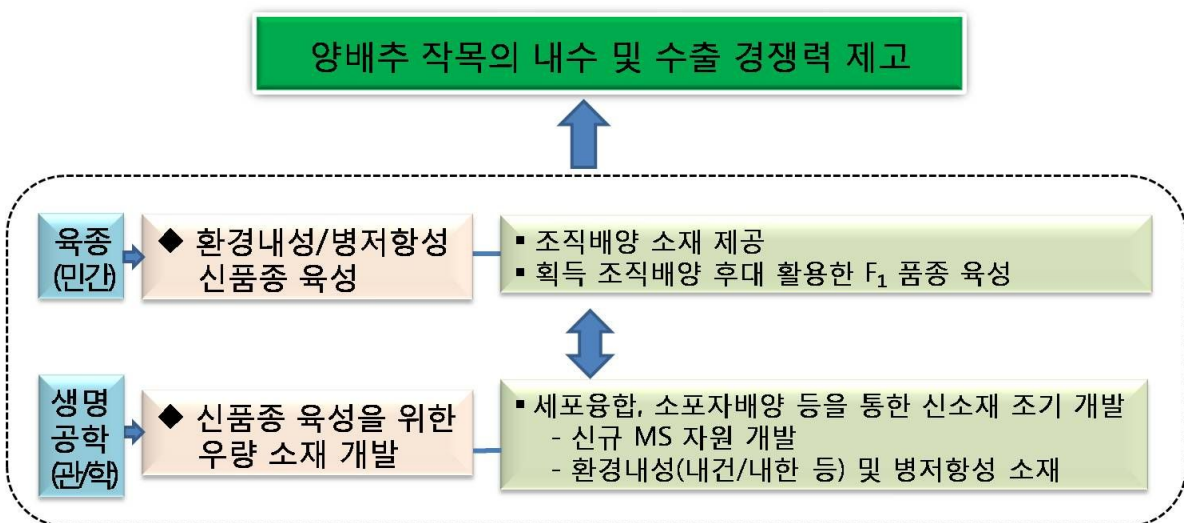 양배추 작목의 내수 및 수출 경쟁력 제고
육종
(민간)
◆ 환경내성/병저항성
신품종 육성
▪ 조직배양 소재 제공
▪ 획득 조직배양 후대 활용한 F₁ 품종 육성
생명
공학
(관/학)
◆ 신품종 육성을 위한
우량 소재 개발
▪ 세포융합, 소포자배양 등을 통한 신소재 조기 개발
- 신규 MS 자원 개발
- 환경내성(내건/내한 등) 및 병저항성 소재